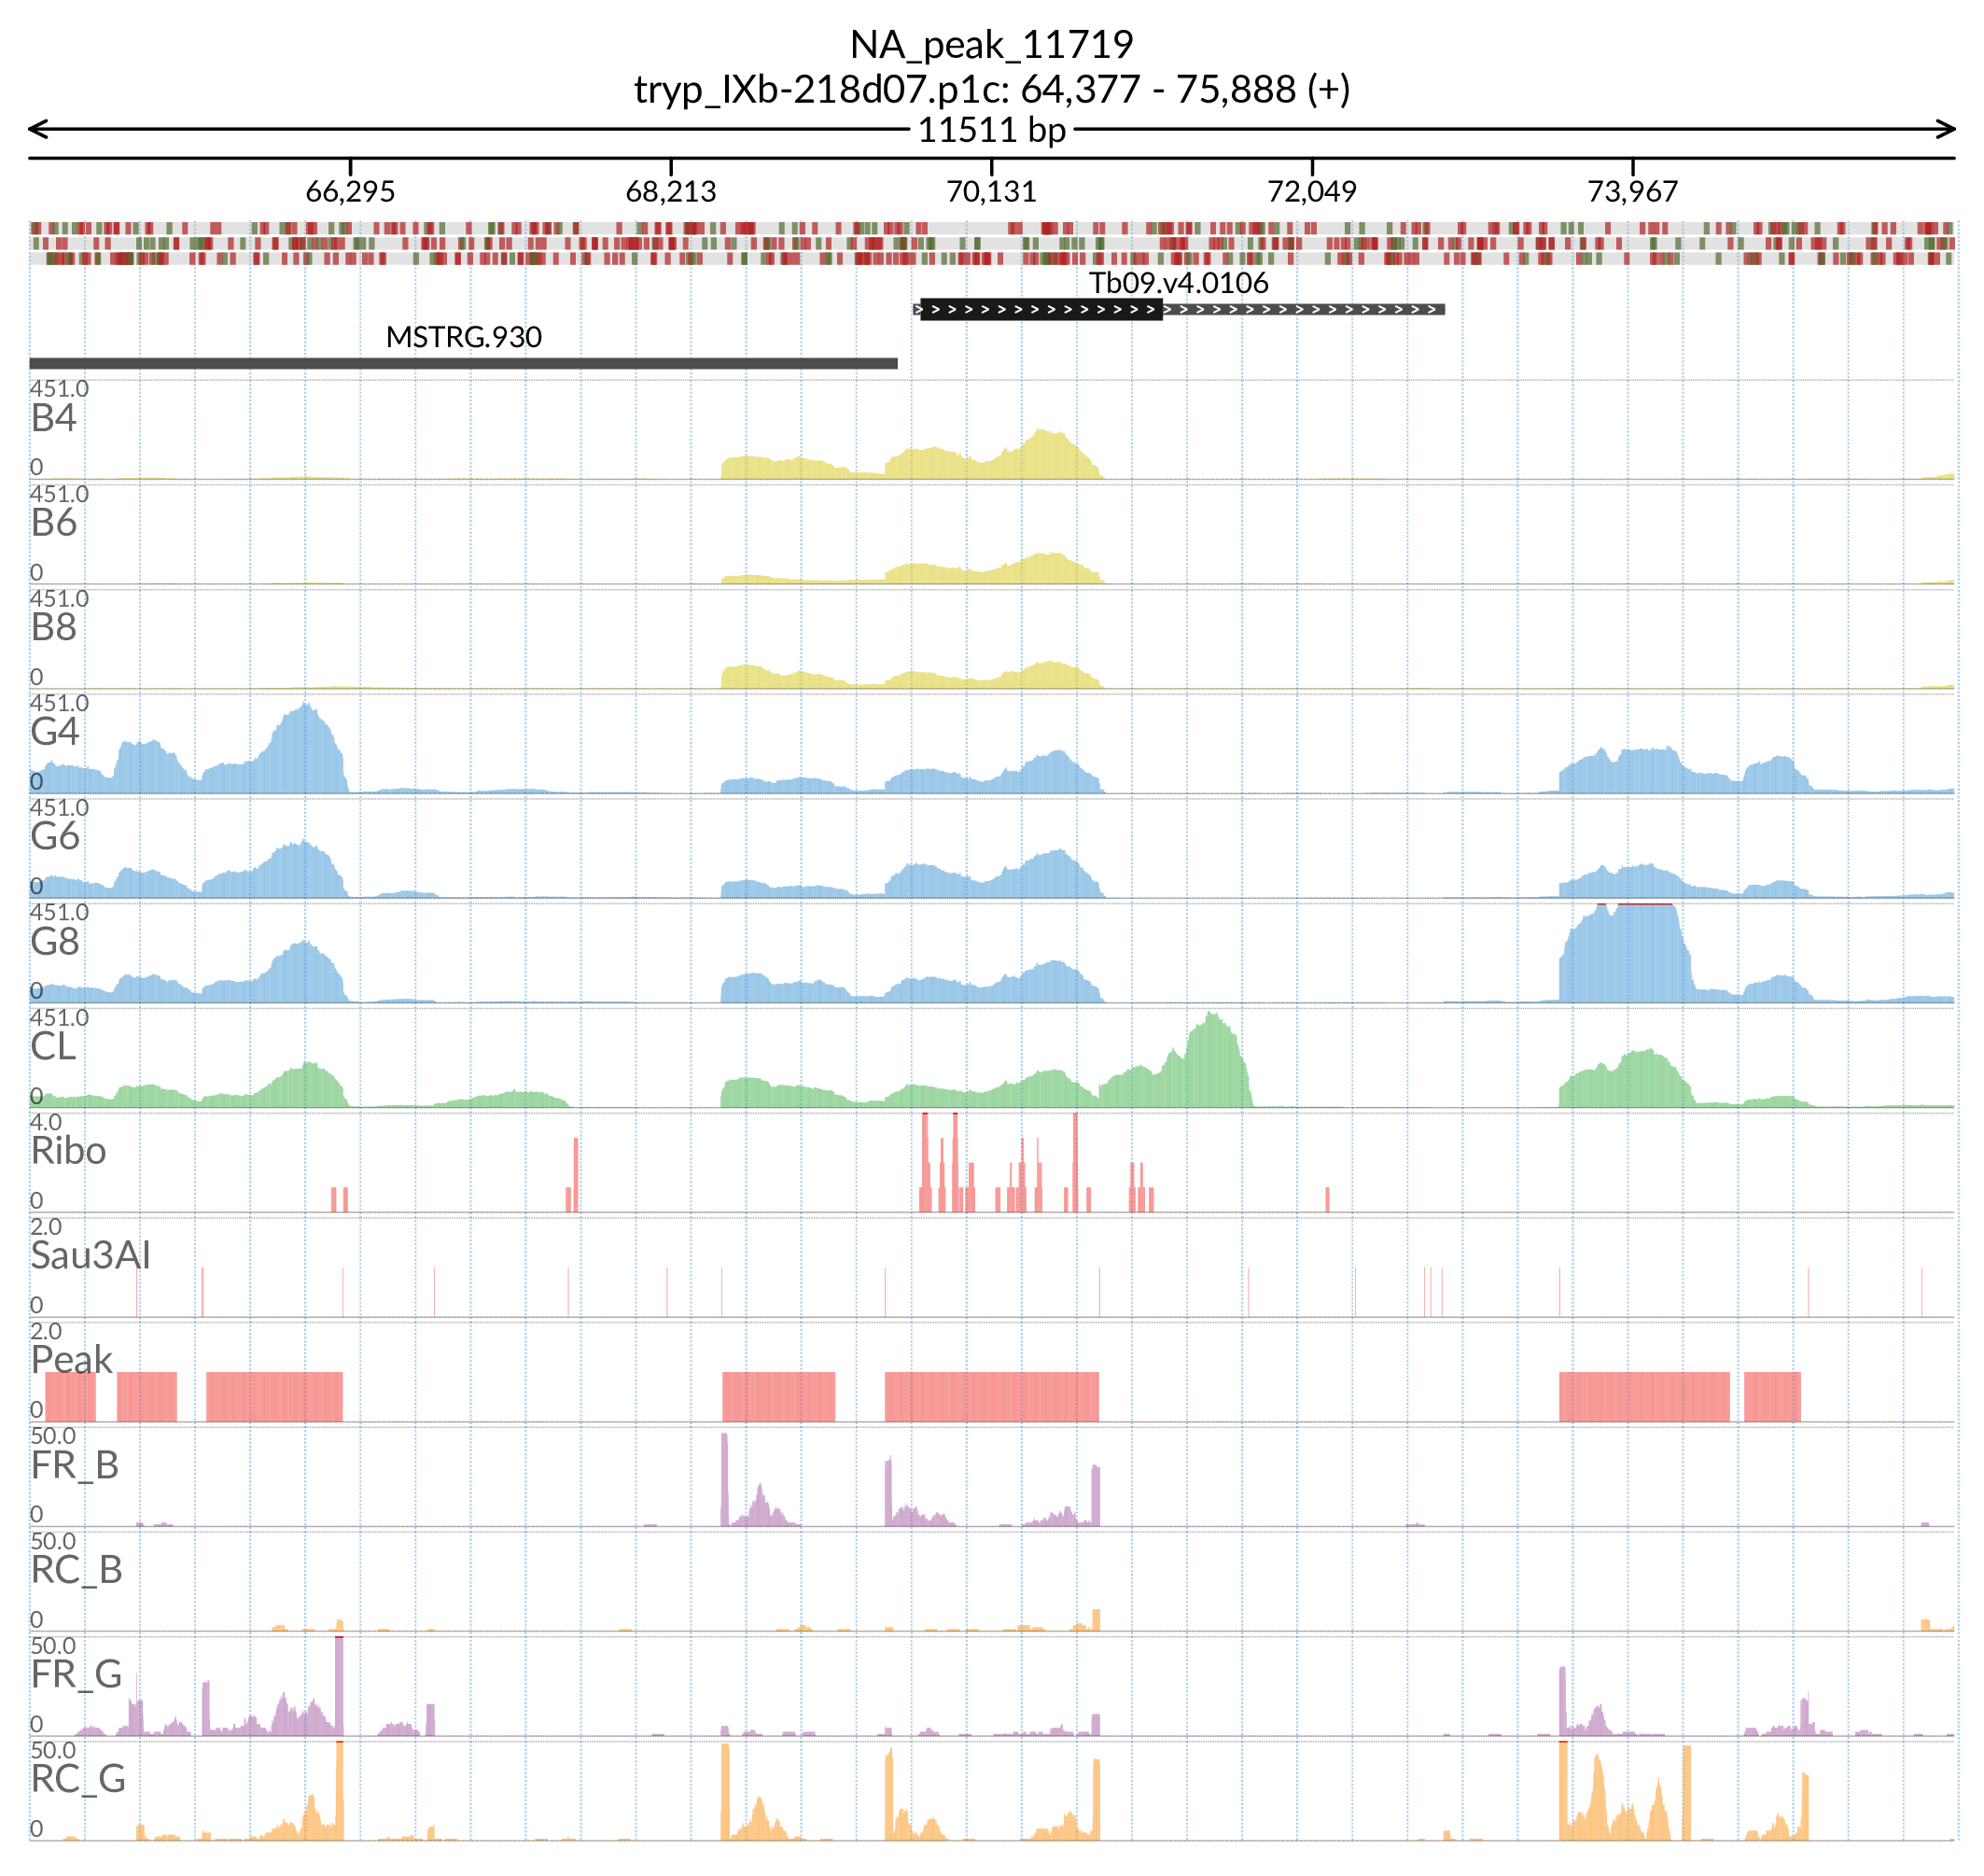 NA_peak_11719
tryp_IXb-218d07.p1c: 64,377 - 75,888 (+)
11511 bp
66,295 68,213 70,131 72,049 73,967
Tb09.v4.0106
MSTRG.930
451.0
B4
0
451.0
B6
0
451.0
B8
0
451.0
G4
0
451.0
G6
0
451.0
G8
0
451.0
CL
0
4.0
Ribo
0
2.0
Sau3AI
0
2.0
Peak
0
50.0
FR_B
0
50.0
RC_B
0
50.0
FR_G
0
50.0
RC_G
0